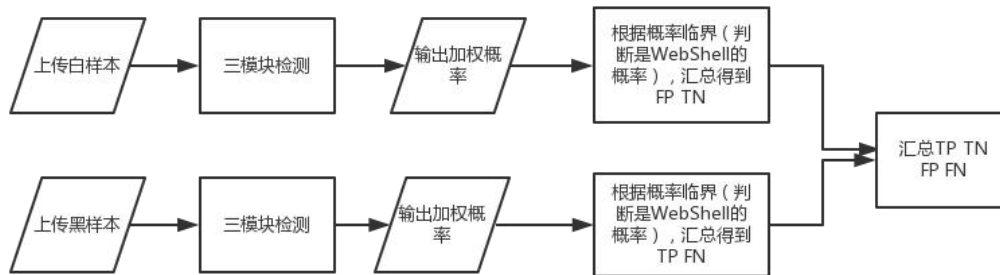 上传白样本
三模块检测
输出加权概
率
根据概率临界（判
断是WebShell的
概率），汇总得到
FP TN
汇总TP TN
FP FN
上传黑样本
三模块检测
输出加权概
率
根据概率临界（判
断是WebShell的
概率），汇总得到
TP FN